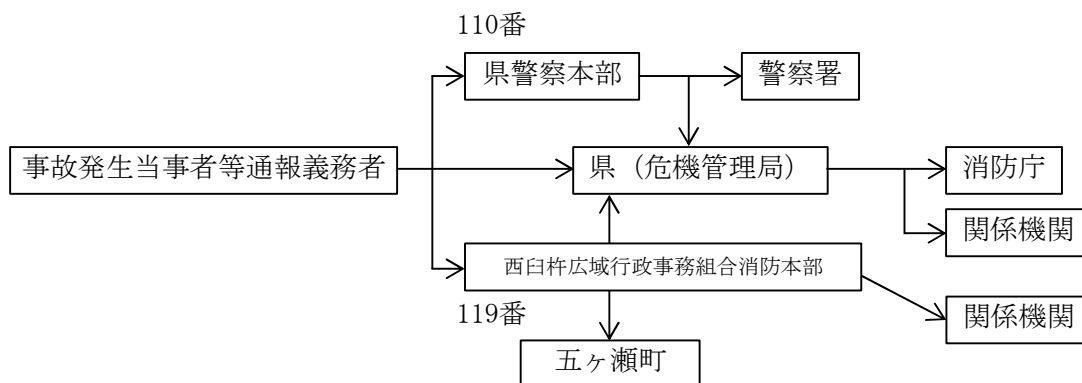 110番
県警察本部
警察署
事故発生当事者等通報義務者
県（危機管理局）
消防庁
関係機関
西臼杵広域行政事務組合消防本部
119番
関係機関
五ヶ瀬町